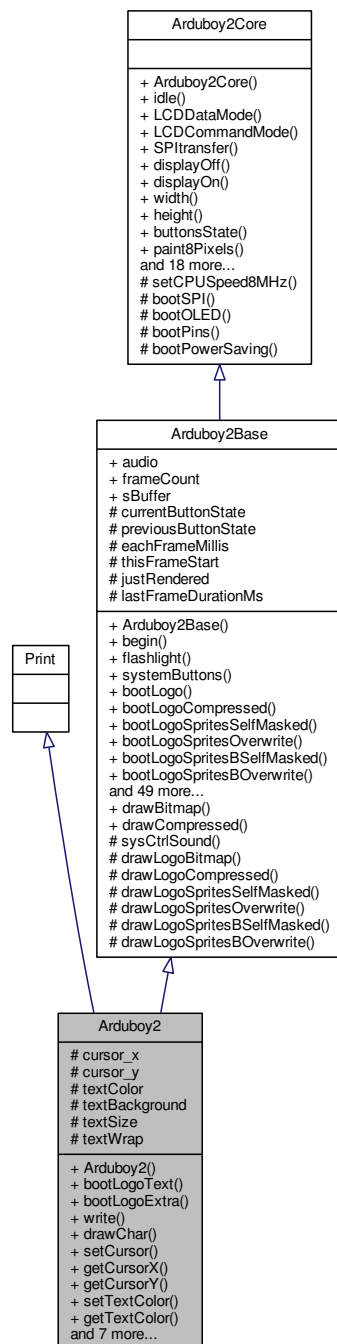 Arduboy2Core
+ Arduboy2Core()
+ idle()
+ LCDDataMode()
+ LCDCommandMode()
+ SPItransfer()
+ displayOff()
+ displayOn()
+ width()
+ height()
+ buttonsState()
+ paint8Pixels()
and 18 more...
# setCPUSpeed8MHz()
# bootSPI()
# bootOLED()
# bootPins()
# bootPowerSaving()
Arduboy2Base
+ audio
+ frameCount
+ sBuffer
# currentButtonState
# previousButtonState
# eachFrameMillis
# thisFrameStart
# justRendered
# lastFrameDurationMs
+ Arduboy2Base()
+ begin()
+ flashlight()
+ systemButtons()
+ bootLogo()
+ bootLogoCompressed()
+ bootLogoSpritesSelfMasked()
+ bootLogoSpritesOverwrite()
+ bootLogoSpritesBSelfMasked()
+ bootLogoSpritesBOverwrite()
and 49 more...
+ drawBitmap()
+ drawCompressed()
# sysCtrlSound()
# drawLogoBitmap()
# drawLogoCompressed()
# drawLogoSpritesSelfMasked()
# drawLogoSpritesOverwrite()
# drawLogoSpritesBSelfMasked()
# drawLogoSpritesBOverwrite()
Print
Arduboy2
# cursor_x
# cursor_y
# textColor
# textBackground
# textSize
# textWrap
+ Arduboy2()
+ bootLogoText()
+ bootLogoExtra()
+ write()
+ drawChar()
+ setCursor()
+ getCursorX()
+ getCursorY()
+ setTextColor()
+ getTextColor()
and 7 more...